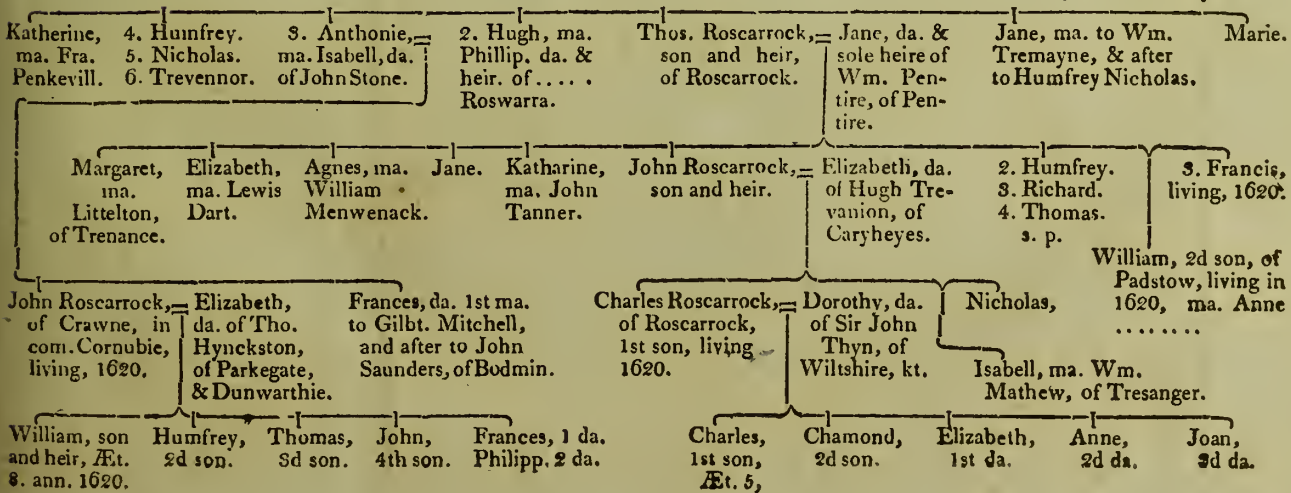 Katherine,
ma. Fra.
Penkevill.
4. Humfrey.
5. Nicholas.
6. Trevennor.
3. Anthonie,=
ma. Isabell, da.
of John Stone.
2. Hugh, ma.
Phillip. da. &
heir. of.....
Roswarra.
Thos. Roscarrock,=
son and heir,
of Roscarrock.
Jane, da. &
sole heire of
Wm. Pen-
tire, of Pen-
tire.
Jane, ma. to Wm.
Tremayne, & after
to Humfrey Nicholas.
Marie.
Margaret,
ma.
Littelton,
of Trenance.
Elizabeth,
ma. Lewis
Dart.
Agnes, ma.
William
Menwenack.
Jane.
Katharine,
ma. John
Tanner.
John Roscarrock,=
son and heir.
Elizabeth, da.
of Hugh Tre-
vanion, of
Caryheyes.
2. Humfrey.
3. Richard.
4. Thomas.
s. p.
William, 2d son, of
Padstow, living in
1620, ma. Anne
........
3. Francis,
living, 1620.
John Roscarrock,=
of Crawne, in
com. Cornubie,
living, 1620.
Elizabeth,
da. of Tho.
Hynckston,
of Parkegate,
& Dunwarthie.
Frances, da. 1st ma.
to Gilbt. Mitchell,
and after to John
Saunders, of Bodmin.
Charles Roscarrock,=
of Roscarrock,
1st son, living
1620.
Dorothy, da.
of Sir John
Thyn, of
Wiltshire, kt.
Nicholas,
Isabell, ma. Wm.
Mathew, of Tresanger.
William, son
and heir, Æt.
8. ann. 1620.
Humfrey,
2d son.
Thomas,
3d son.
John,
4th son.
Frances, 1 da.
Philipp. 2 da.
Charles,
1st son,
Æt. 5,
Chamond,
2d son.
Elizabeth,
1st da.
Anne,
2d da.
Joan,
3d da.